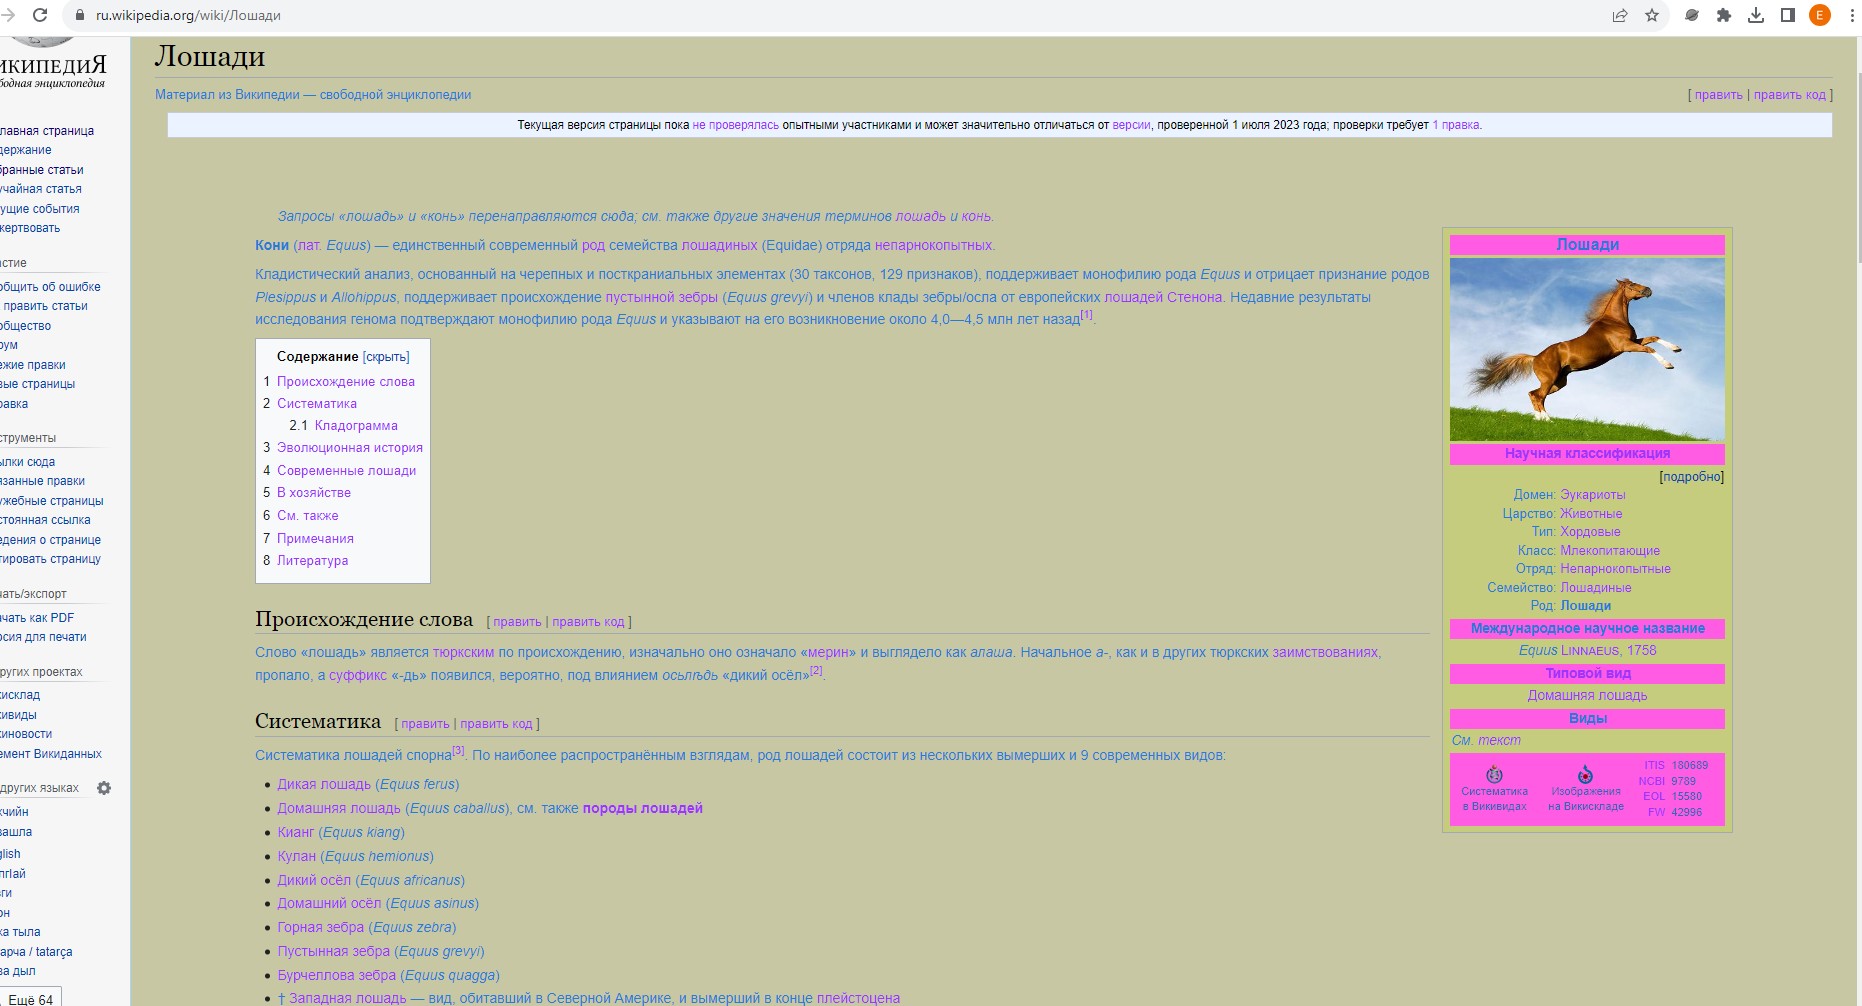 ru.wikipedia.org/wiki/Лошади
E
ИКИПЕДИЯ
бодная энциклопедия
Лошади
Материал из Википедии — свободной энциклопедии
[ править | править код ]
Текущая версия страницы пока не проверялась опытными участниками и может значительно отличаться от версии, проверенной 1 июля 2023 года; проверки требует 1 правка.
лавная страница
держание
бранные статьи
учайная статья
ущие события
жертвовать
астие
общить об ошибке
править статьи
общество
рум
ежие правки
вые страницы
равка
струменты
ылки сюда
язанные правки
ужебные страницы
стоянная ссылка
едения о странице
тировать страницу
чать/экспорт
ачать как PDF
рсия для печати
ругих проектах
кисклад
кивиды
киновости
емент Викиданных
других языках
хчийн
вашла
glish
лгӏай
ги
он
ка тыла
арча / tatarça
ва дыл
Ещё 64
Запросы «лошадь» и «конь» перенаправляются сюда; см. также другие значения терминов лошадь и конь.
Кони (лат. Equus) — единственный современный род семейства лошадиных (Equidae) отряда непарнокопытных.
Кладистический анализ, основанный на черепных и посткраниальных элементах (30 таксонов, 129 признаков), поддерживает монофилию рода Equus и отрицает признание родов
Plesippus и Allohippus, поддерживает происхождение пустынной зебры (Equus grevyi) и членов клады зебры/осла от европейских лошадей Стенона. Недавние результаты
исследования генома подтверждают монофилию рода Equus и указывают на его возникновение около 4,0—4,5 млн лет назад[1].
Содержание [скрыть]
1 Происхождение слова
2 Систематика
2.1 Кладограмма
3 Эволюционная история
4 Современные лошади
5 В хозяйстве
6 См. также
7 Примечания
8 Литература
Происхождение слова [ править | править код ]
Слово «лошадь» является тюркским по происхождению, изначально оно означало «мерин» и выглядело как алаша. Начальное а-, как и в других тюркских заимствованиях,
пропало, а суффикс «-дь» появился, вероятно, под влиянием осьлѩдь «дикий осёл»[2].
Систематика [ править | править код ]
Систематика лошадей спорна[3]. По наиболее распространённым взглядам, род лошадей состоит из нескольких вымерших и 9 современных видов:
• Дикая лошадь (Equus ferus)
• Домашняя лошадь (Equus caballus), см. также породы лошадей
• Кианг (Equus kiang)
• Кулан (Equus hemionus)
• Дикий осёл (Equus africanus)
• Домашний осёл (Equus asinus)
• Горная зебра (Equus zebra)
• Пустынная зебра (Equus grevyi)
• Бурчеллова зебра (Equus quagga)
• † Западная лошадь — вид, обитавший в Северной Америке, и вымерший в конце плейстоцена
Лошади
Научная классификация
[подробно]
Домен: Эукариоты
Царство: Животные
Тип: Хордовые
Класс: Млекопитающие
Отряд: Непарнокопытные
Семейство: Лошадиные
Род: Лошади
Международное научное название
Equus LINNAEUS, 1758
Типовой вид
Домашняя лошадь
Виды
См. текст
Систематика
в Викивидах
Изображения
на Викискладе
ITIS 180689
NCBI 9789
EOL 15580
FW 42996